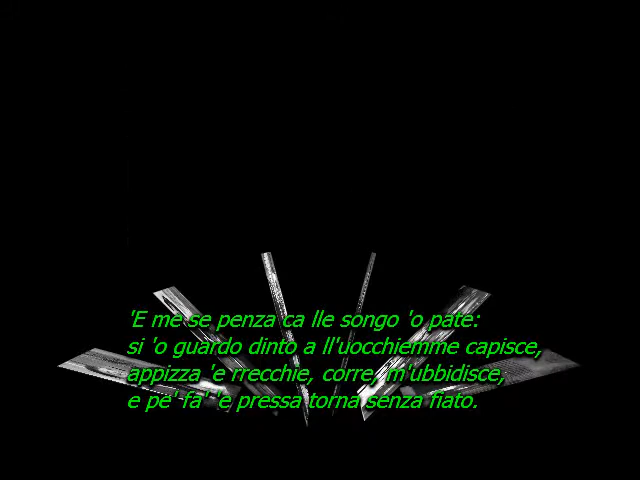 'E me se penza ca lle songo 'o pate:
si 'o guardo dinto a ll'uocchiemme capisce,
appizza 'e rrecchie, corre, m'ubbidisce,
e pe' fa' 'e pressa torna senza fiato.